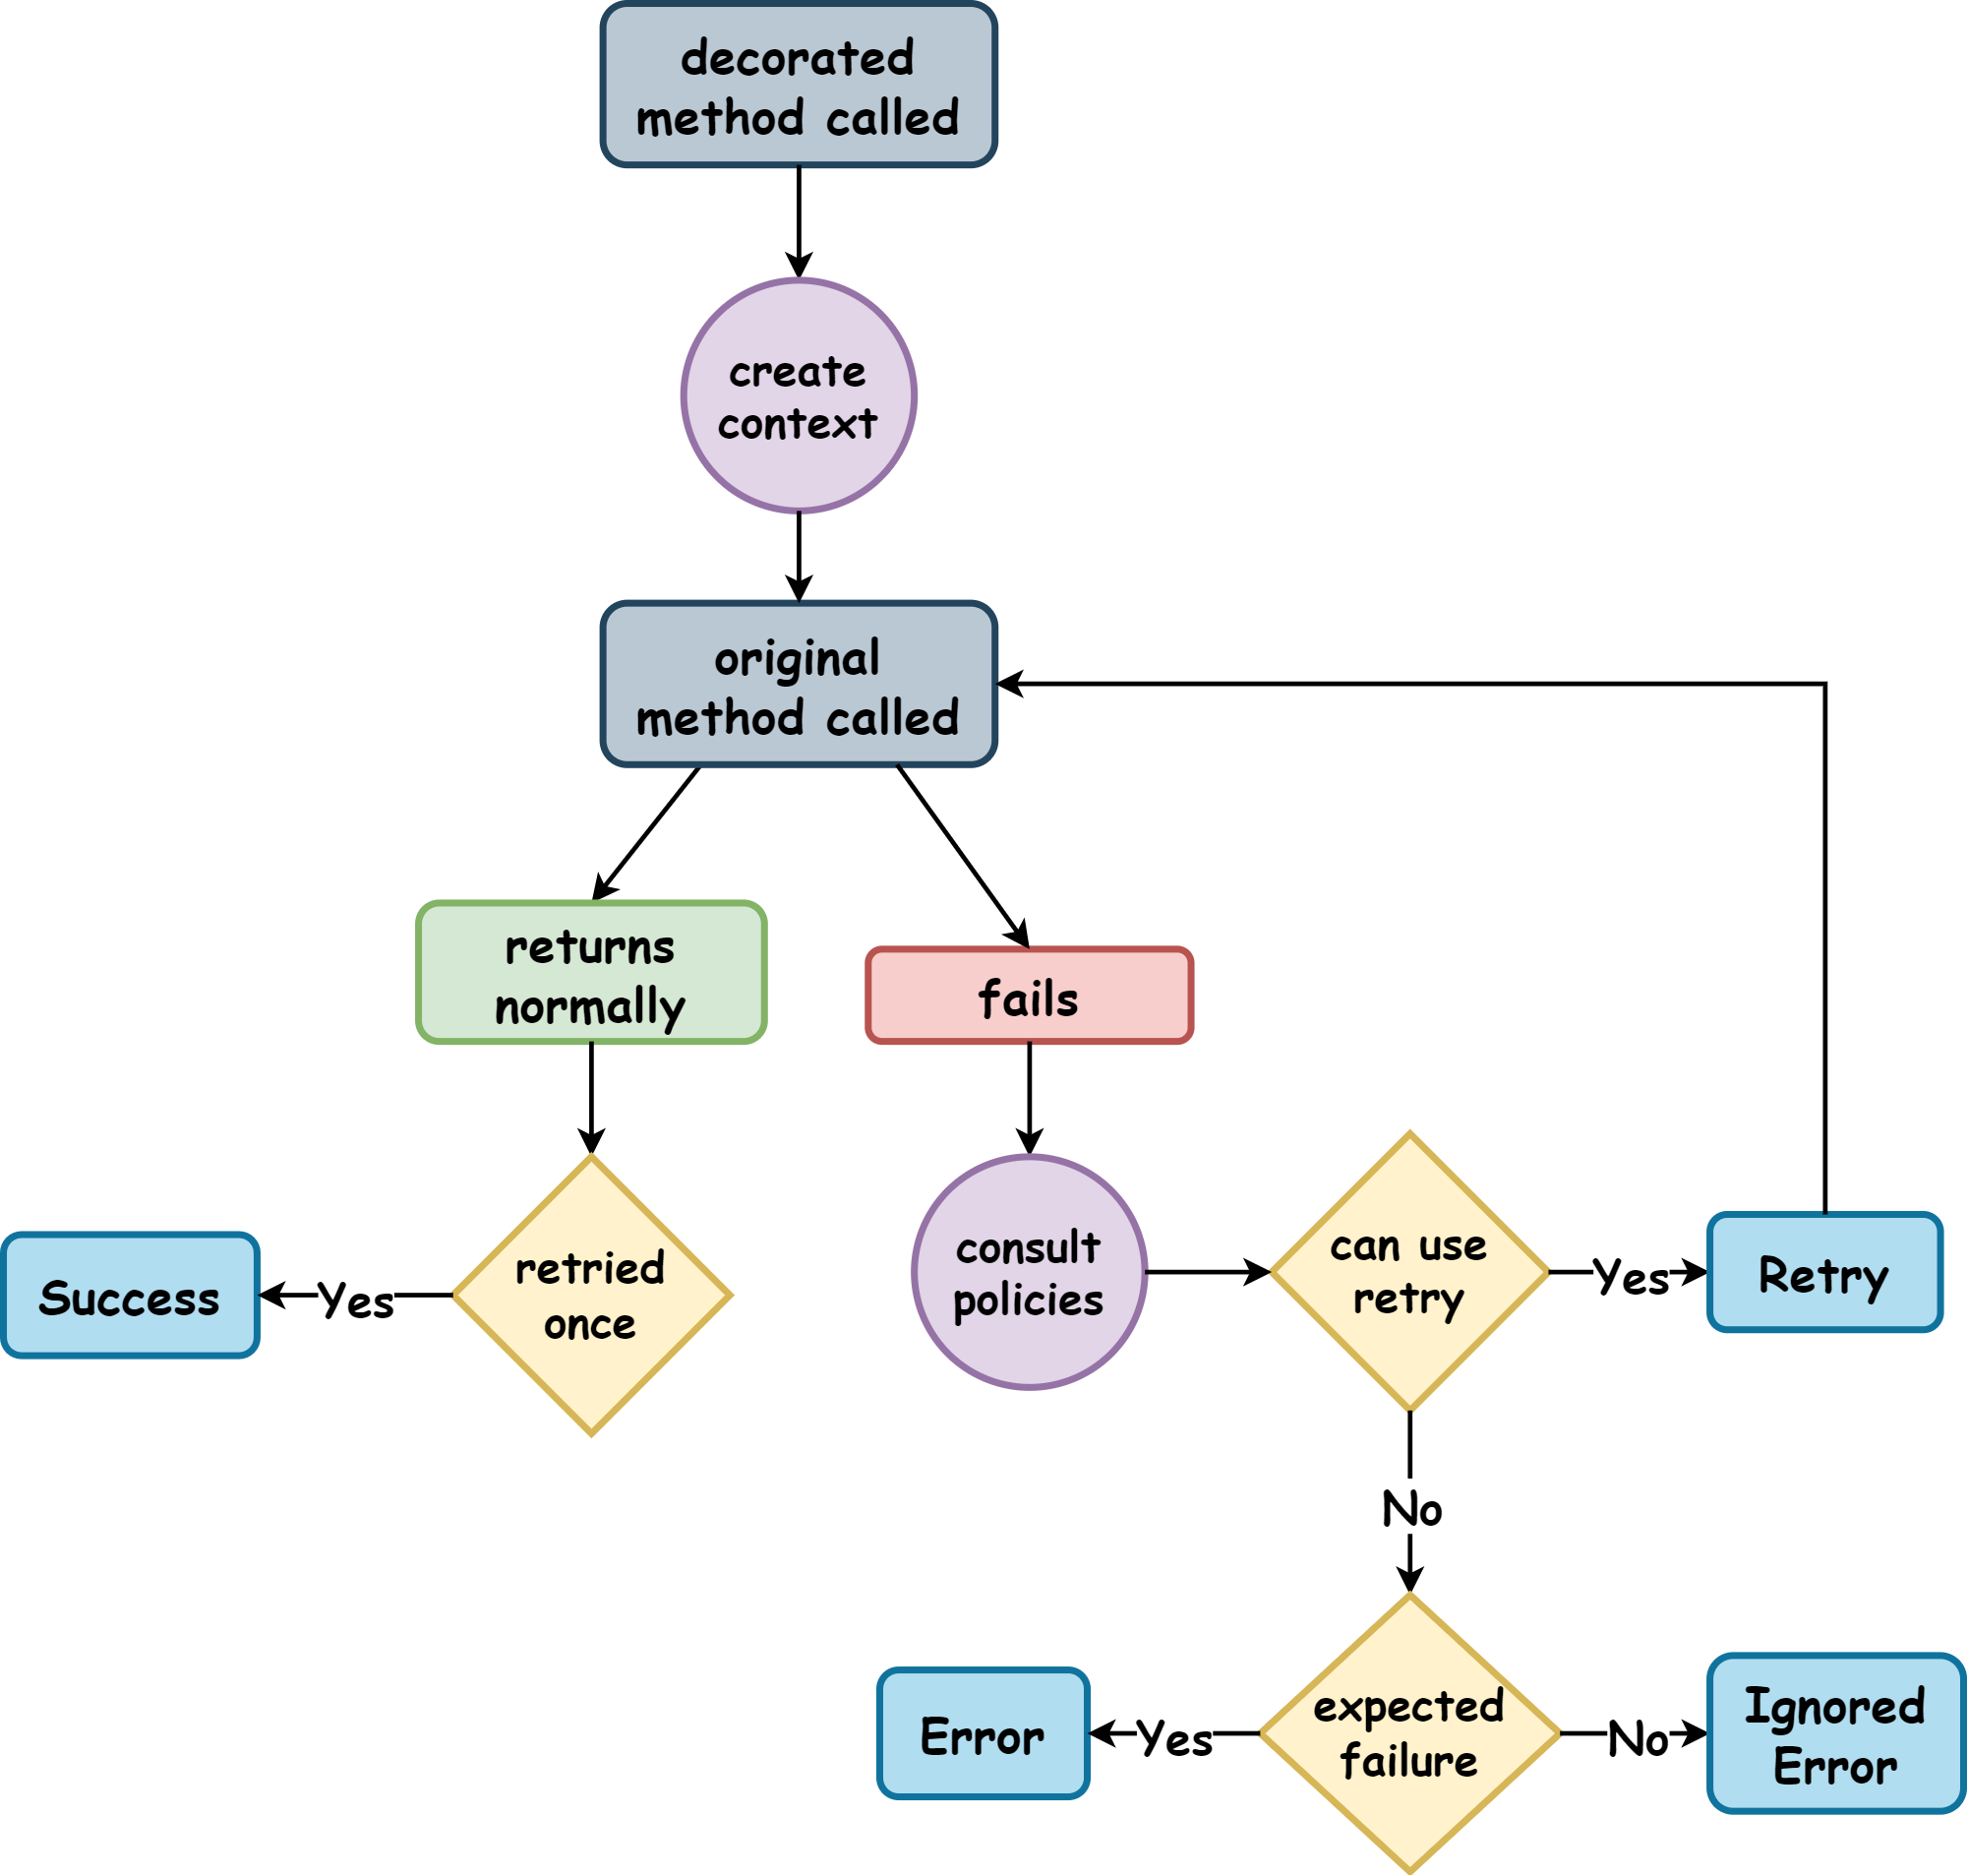 decorated
method called
create
context
original
method called
returns
normally
fails
retried
once
Yes
Success
consult
policies
can use
retry
Yes
Retry
No
expected
failure
Yes
Error
No
Ignored
Error